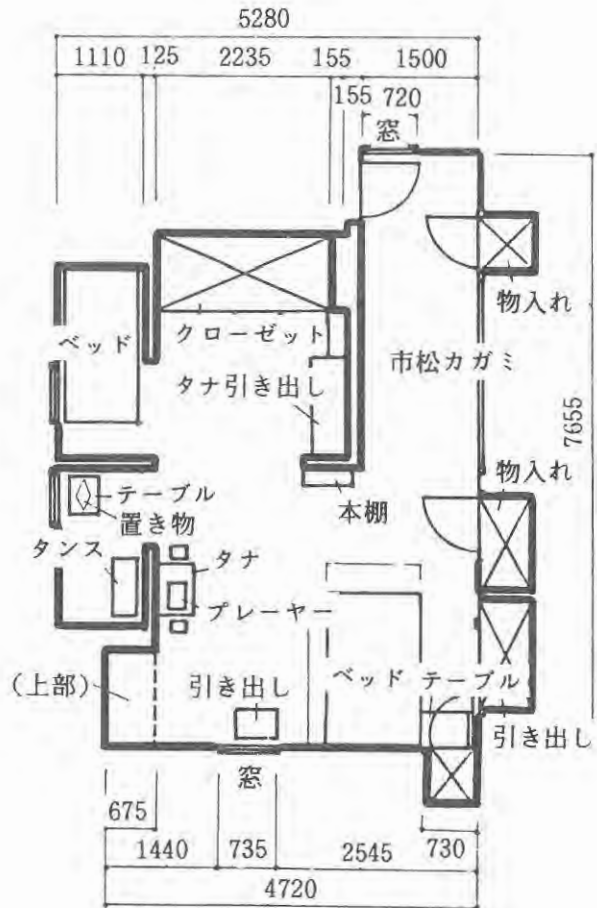 5280
1110 125 2235 155 1500
155 720
窓
物入れ
ベッド
クローゼット
市松カガミ
タナ引き出し
7655
物入れ
本棚
テーブル
置き物
タンス
タナ
プレーヤー
(上部)
引き出し
ベッド
テーブル
引き出し
窓
675
730
1440 735 2545
4720